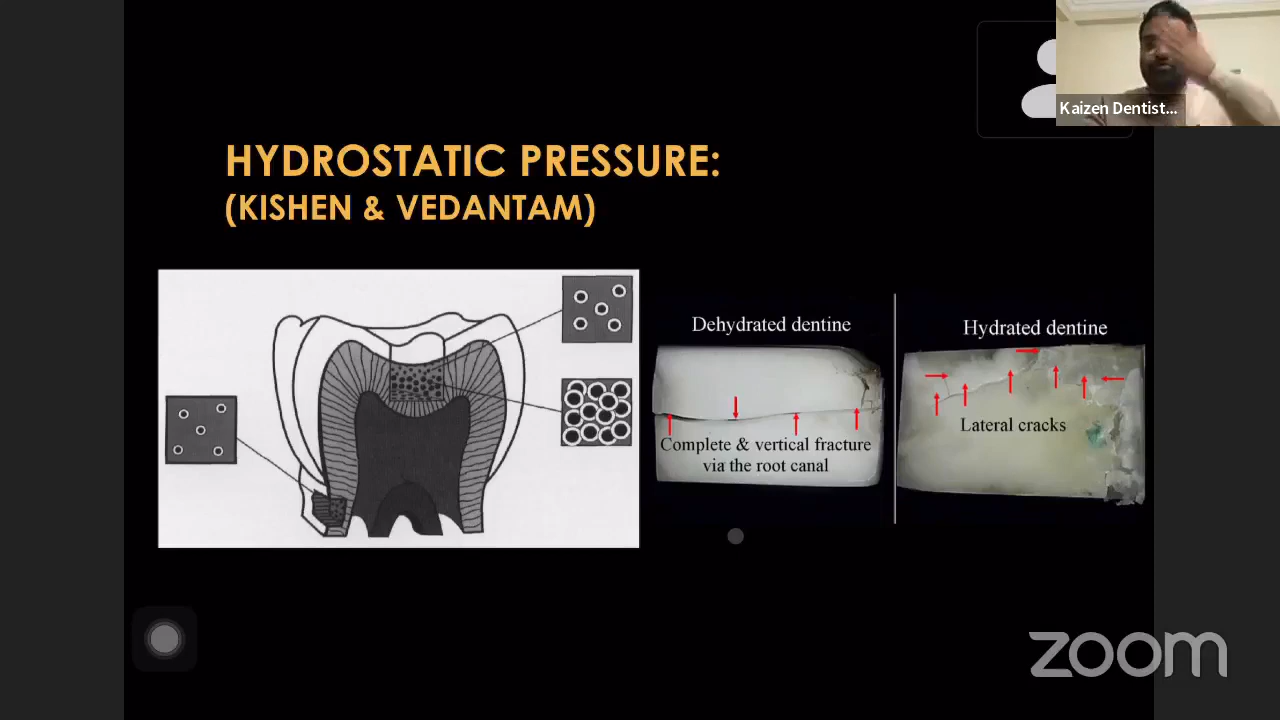 Kaizen Dentist...
HYDROSTATIC PRESSURE:
(KISHEN & VEDANTAM)
Dehydrated dentine
Complete & vertical fracture
via the root canal
Hydrated dentine
Lateral cracks
zoom